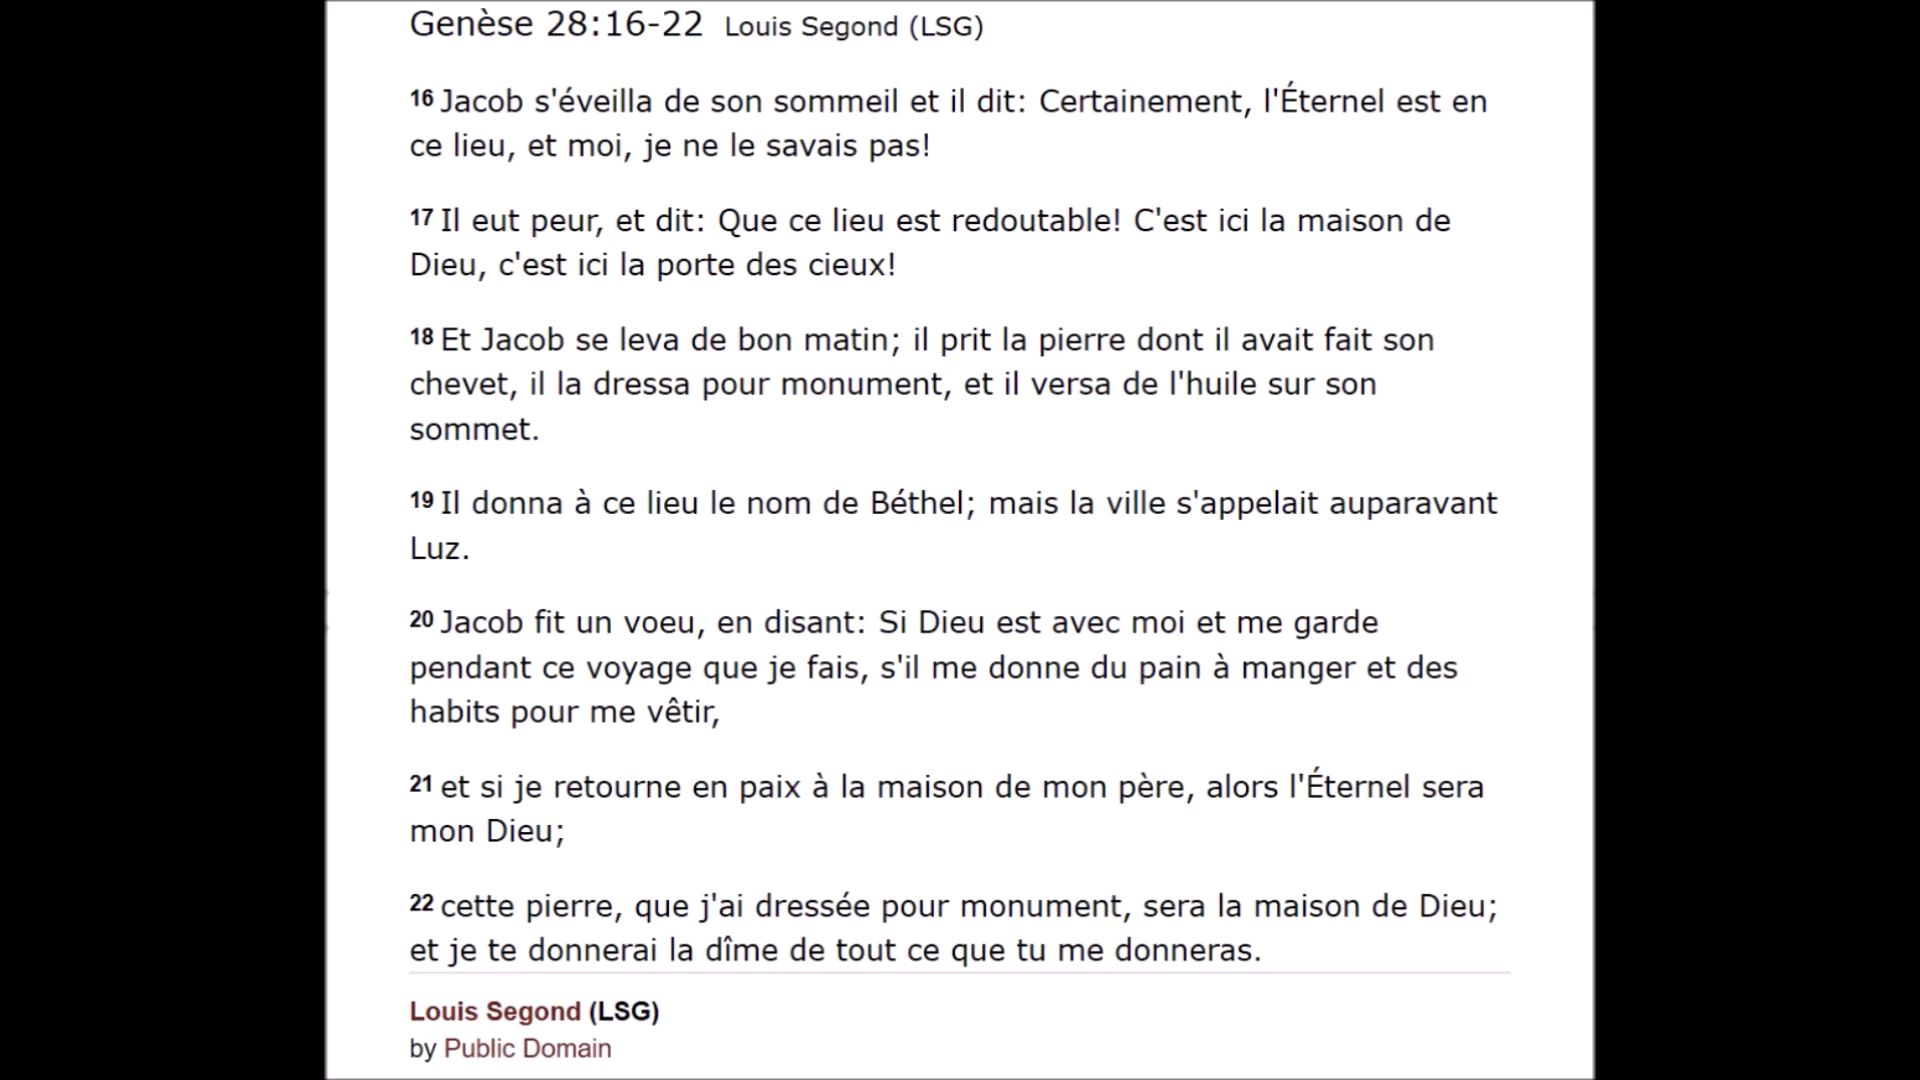 Genèse 28:16-22 Louis Segond (LSG)
16 Jacob s'éveilla de son sommeil et il dit: Certainement, l'Éternel est en
ce lieu, et moi, je ne le savais pas!
17 Il eut peur, et dit: Que ce lieu est redoutable! C'est ici la maison de
Dieu, c'est ici la porte des cieux!
18 Et Jacob se leva de bon matin; il prit la pierre dont il avait fait son
chevet, il la dressa pour monument, et il versa de l'huile sur son
sommet.
19 Il donna à ce lieu le nom de Béthel; mais la ville s'appelait auparavant
Luz.
20 Jacob fit un voeu, en disant: Si Dieu est avec moi et me garde
pendant ce voyage que je fais, s'il me donne du pain à manger et des
habits pour me vêtir,
21 et si je retourne en paix à la maison de mon père, alors l'Éternel sera
mon Dieu;
22 cette pierre, que j'ai dressée pour monument, sera la maison de Dieu;
et je te donnerai la dîme de tout ce que tu me donneras.
Louis Segond (LSG)
by Public Domain